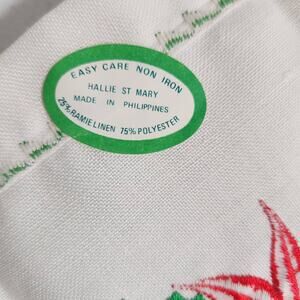 EASY CARE NON IRON
HALLIE ST MARY
MADE IN PHILIPPINES
25% RAMIE LINEN 75% POLYESTER